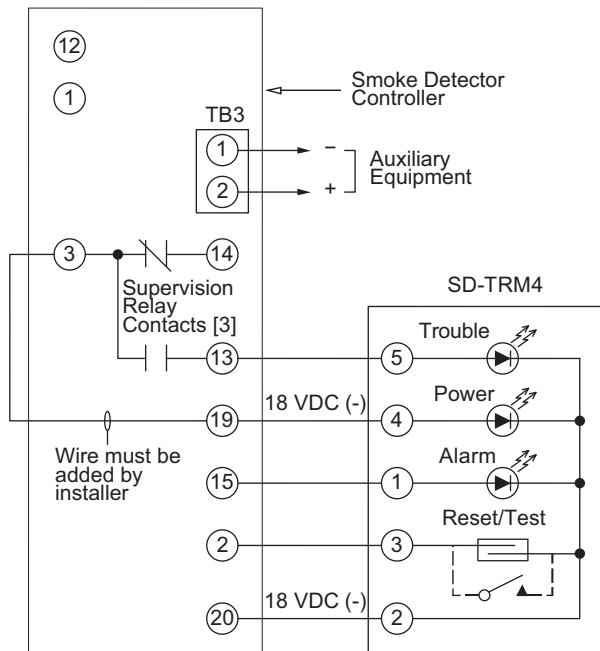 12
1
Smoke Detector
Controller
TB3
1
−
2
+
Auxiliary
Equipment
3
14
Supervision
Relay
Contacts [3]
SD-TRM4
Trouble
13
5
18 VDC (-)
Power
19
4
Wire must be
added by
installer
Alarm
15
1
Reset/Test
2
3
18 VDC (-)
20
2